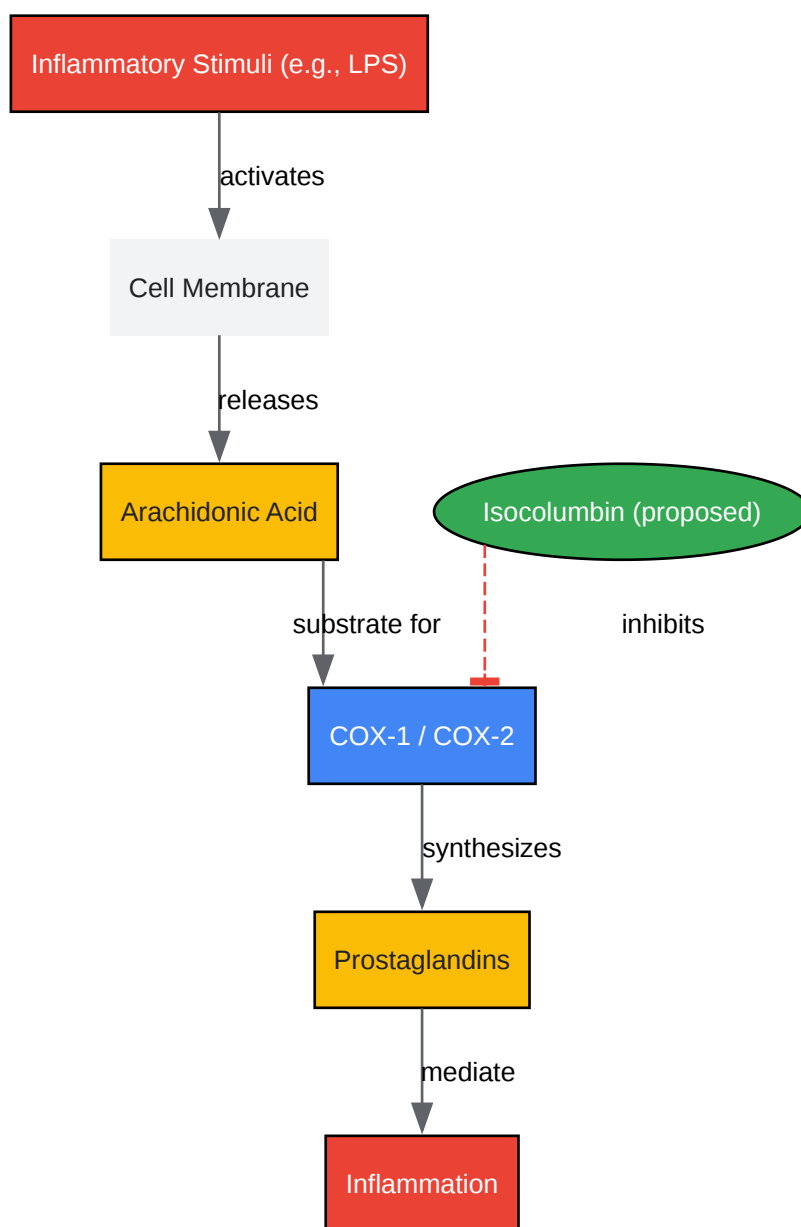 Inflammatory Stimuli (e.g., LPS)
activates
Cell Membrane
releases
Arachidonic Acid
Isocolumbin (proposed)
substrate for
inhibits
COX-1 / COX-2
synthesizes
Prostaglandins
mediate
Inflammation